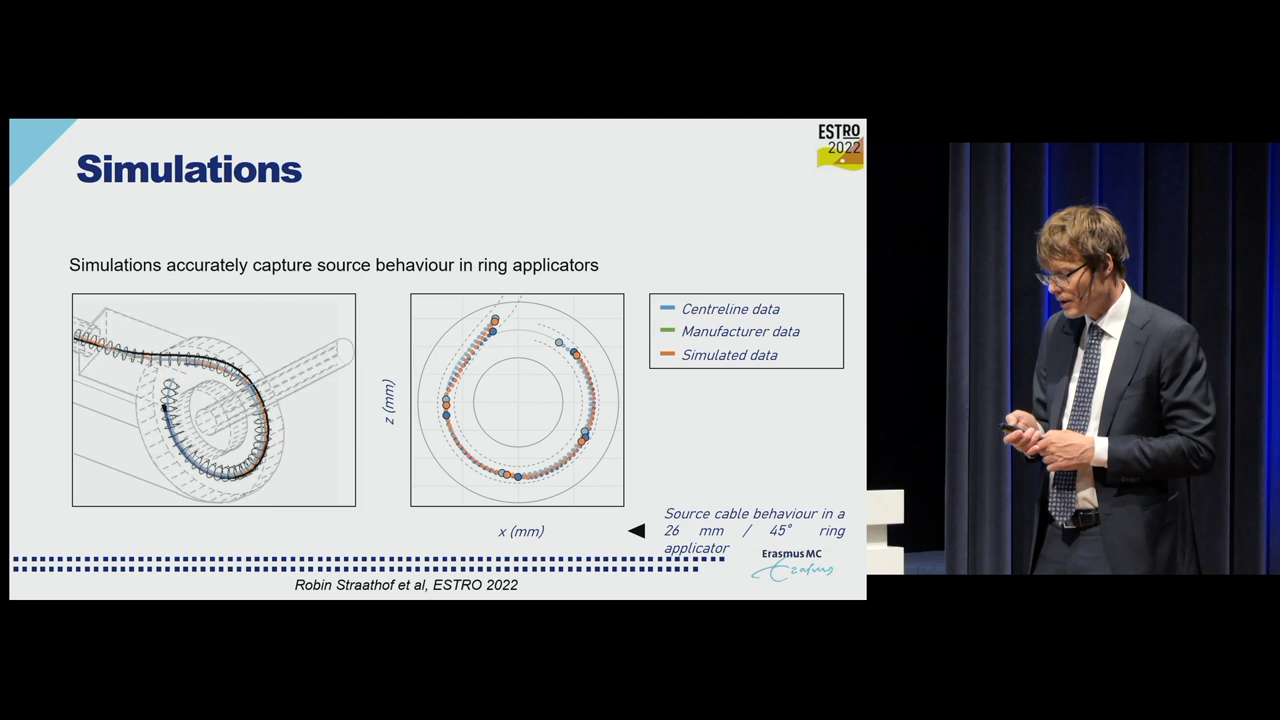 Simulations
ESTRO
2022
Simulations accurately capture source behaviour in ring applicators
Centreline data
Manufacturer data
Simulated data
z (mm)
x (mm)
Source cable behaviour in a
26 mm / 45° ring
applicator
Erasmus MC
Erasmus
Robin Straathof et al, ESTRO 2022